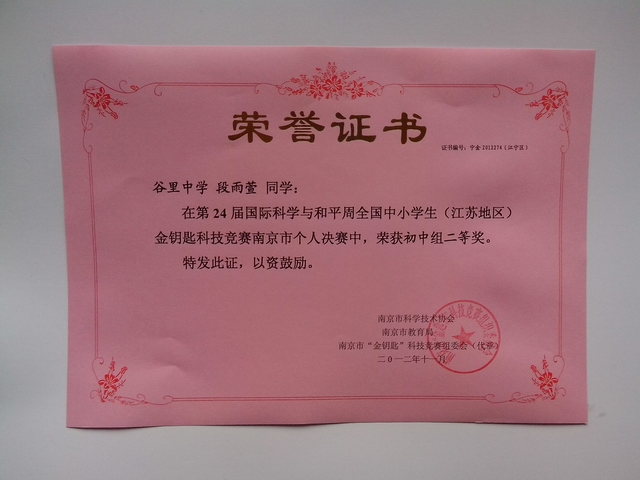 荣誉证书
证书编号：宁金2012274（江宁区）
谷里中学 段雨萱 同学：
在第24届国际科学与和平周全国中小学生（江苏地区）
金钥匙科技竞赛南京市个人决赛中，荣获初中组二等奖。
特发此证，以资鼓励。
南京市科学技术协会
南京市教育局
南京市“金钥匙”科技竞赛组委会（代章）
二〇一二年十一月